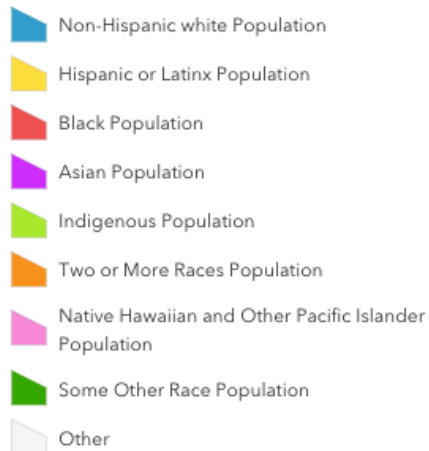 Non-Hispanic white Population
Hispanic or Latinx Population
Black Population
Asian Population
Indigenous Population
Two or More Races Population
Native Hawaiian and Other Pacific Islander
Population
Some Other Race Population
Other